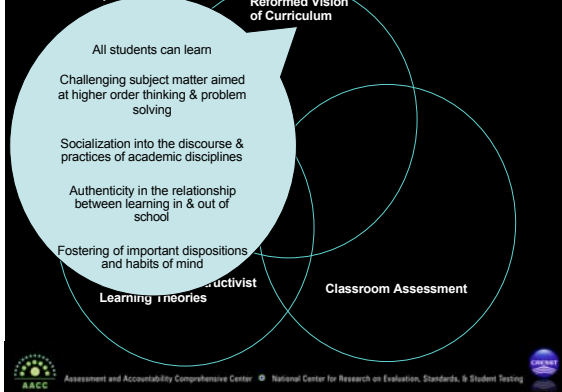 Reformed Vision
of Curriculum
All students can learn
Challenging subject matter aimed
at higher order thinking & problem
solving
Socialization into the discourse &
practices of academic disciplines
Authenticity in the relationship
between learning in & out of
school
Fostering of important dispositions
and habits of mind
Learning Theories
Classroom Assessment
AACC
Assessment and Accountability Comprehensive Center
National Center for Research on Evaluation, Standards, & Student Testing
CRESST